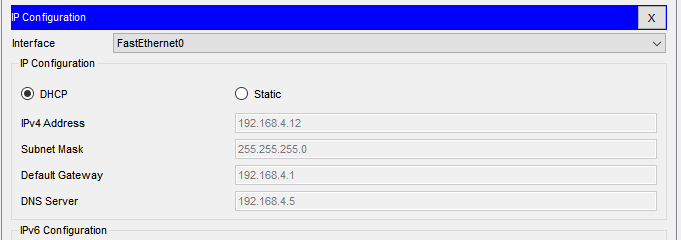 IP Configuration X
Interface FastEthernet0
IP Configuration
DHCP Static
IPv4 Address 192.168.4.12
Subnet Mask 255.255.255.0
Default Gateway 192.168.4.1
DNS Server 192.168.4.5
IPv6 Configuration